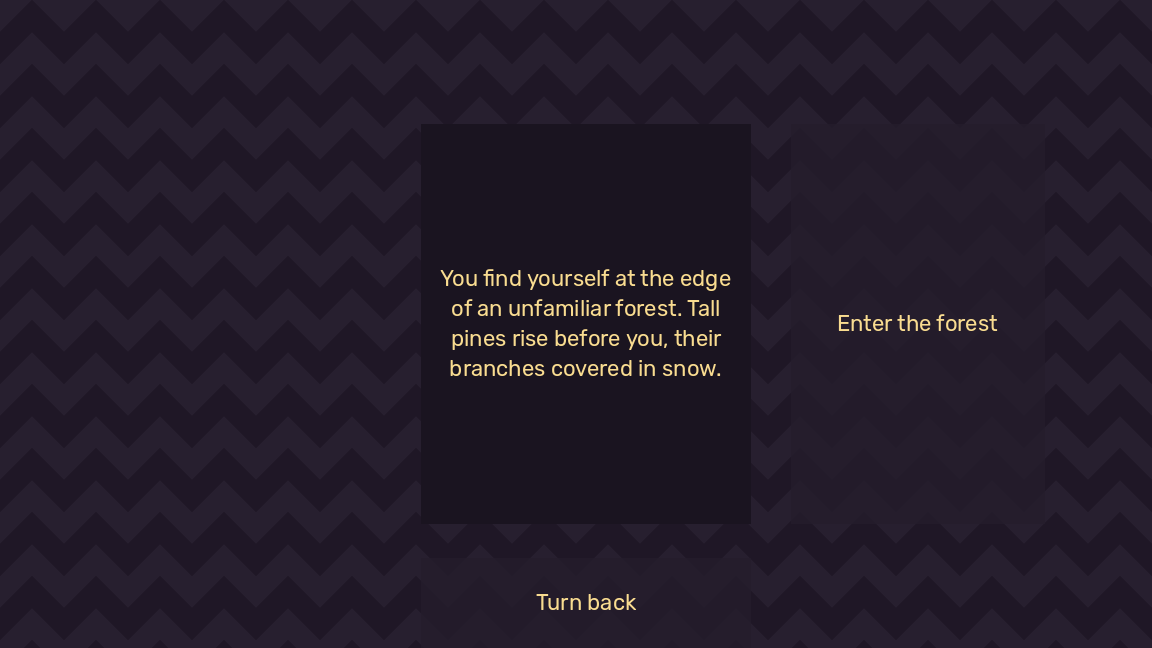 You find yourself at the edge
of an unfamiliar forest. Tall
pines rise before you, their
branches covered in snow.
Enter the forest
Turn back